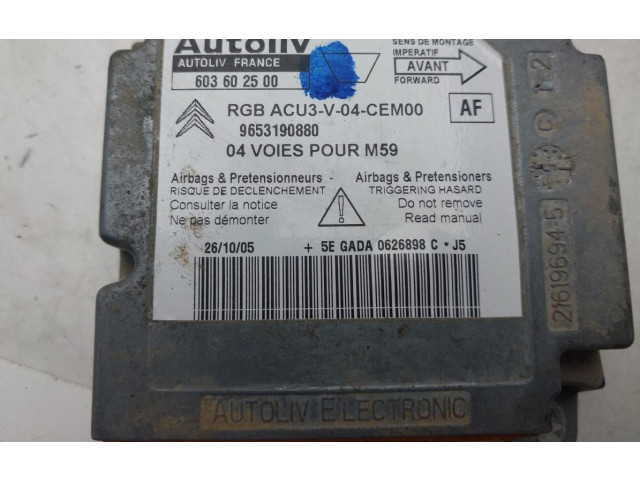 Autoliv
AUTOLIV FRANCE
603 60 25 00
SENS DE MONTAGE
IMPERATIF
AVANT
FORWARD
RGB ACU3-V-04-CEM00
AF
9653190880
04 VOIES POUR M59
Airbags & Pretensionneurs - Airbags & Pretensioners
RISQUE DE DECLENCHEMENT TRIGGERING HASARD
Consulter la notice Do not remove
Ne pas démonter Read manual
26/10/05 + 5E GADA 0626898 C * J5
21619694-5
AUTOLIV ELECTRONIC